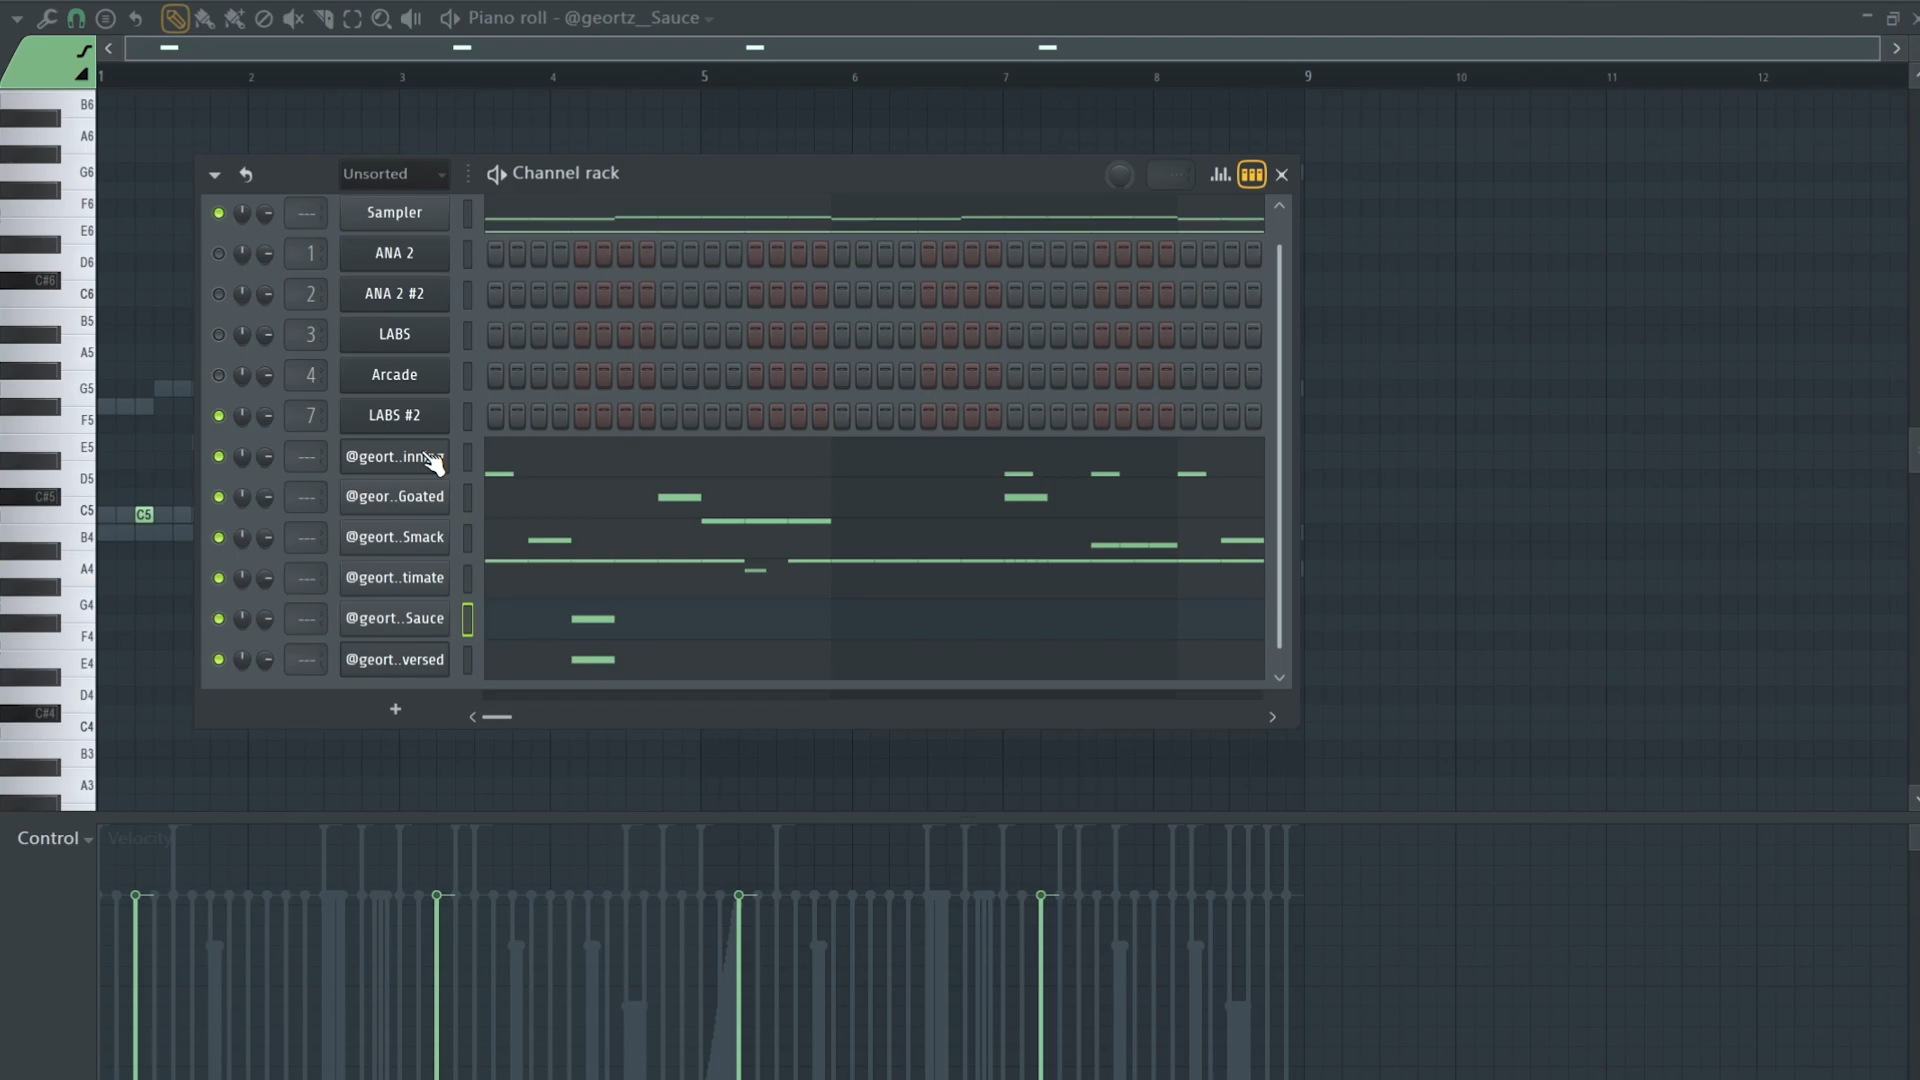 Piano roll - @geortz__Sauce
1 2 3 4 5 6 7 8 9 10 11 12
B6
A6
G6
F6
E6
D6
C#6
C6
B5
A5
G5
F5
E5
D5
C#5
C5
B4
A4
G4
F4
E4
D4
C#4
C4
B3
A3
C5
Unsorted
Channel rack
--- Sampler
1 ANA 2
2 ANA 2 #2
3 LABS
4 Arcade
7 LABS #2
---
--- @geor..Goated
--- @geort..Smack
--- @geort..timate
--- @geort..Sauce
--- @geort..versed
+
Control
Velocity